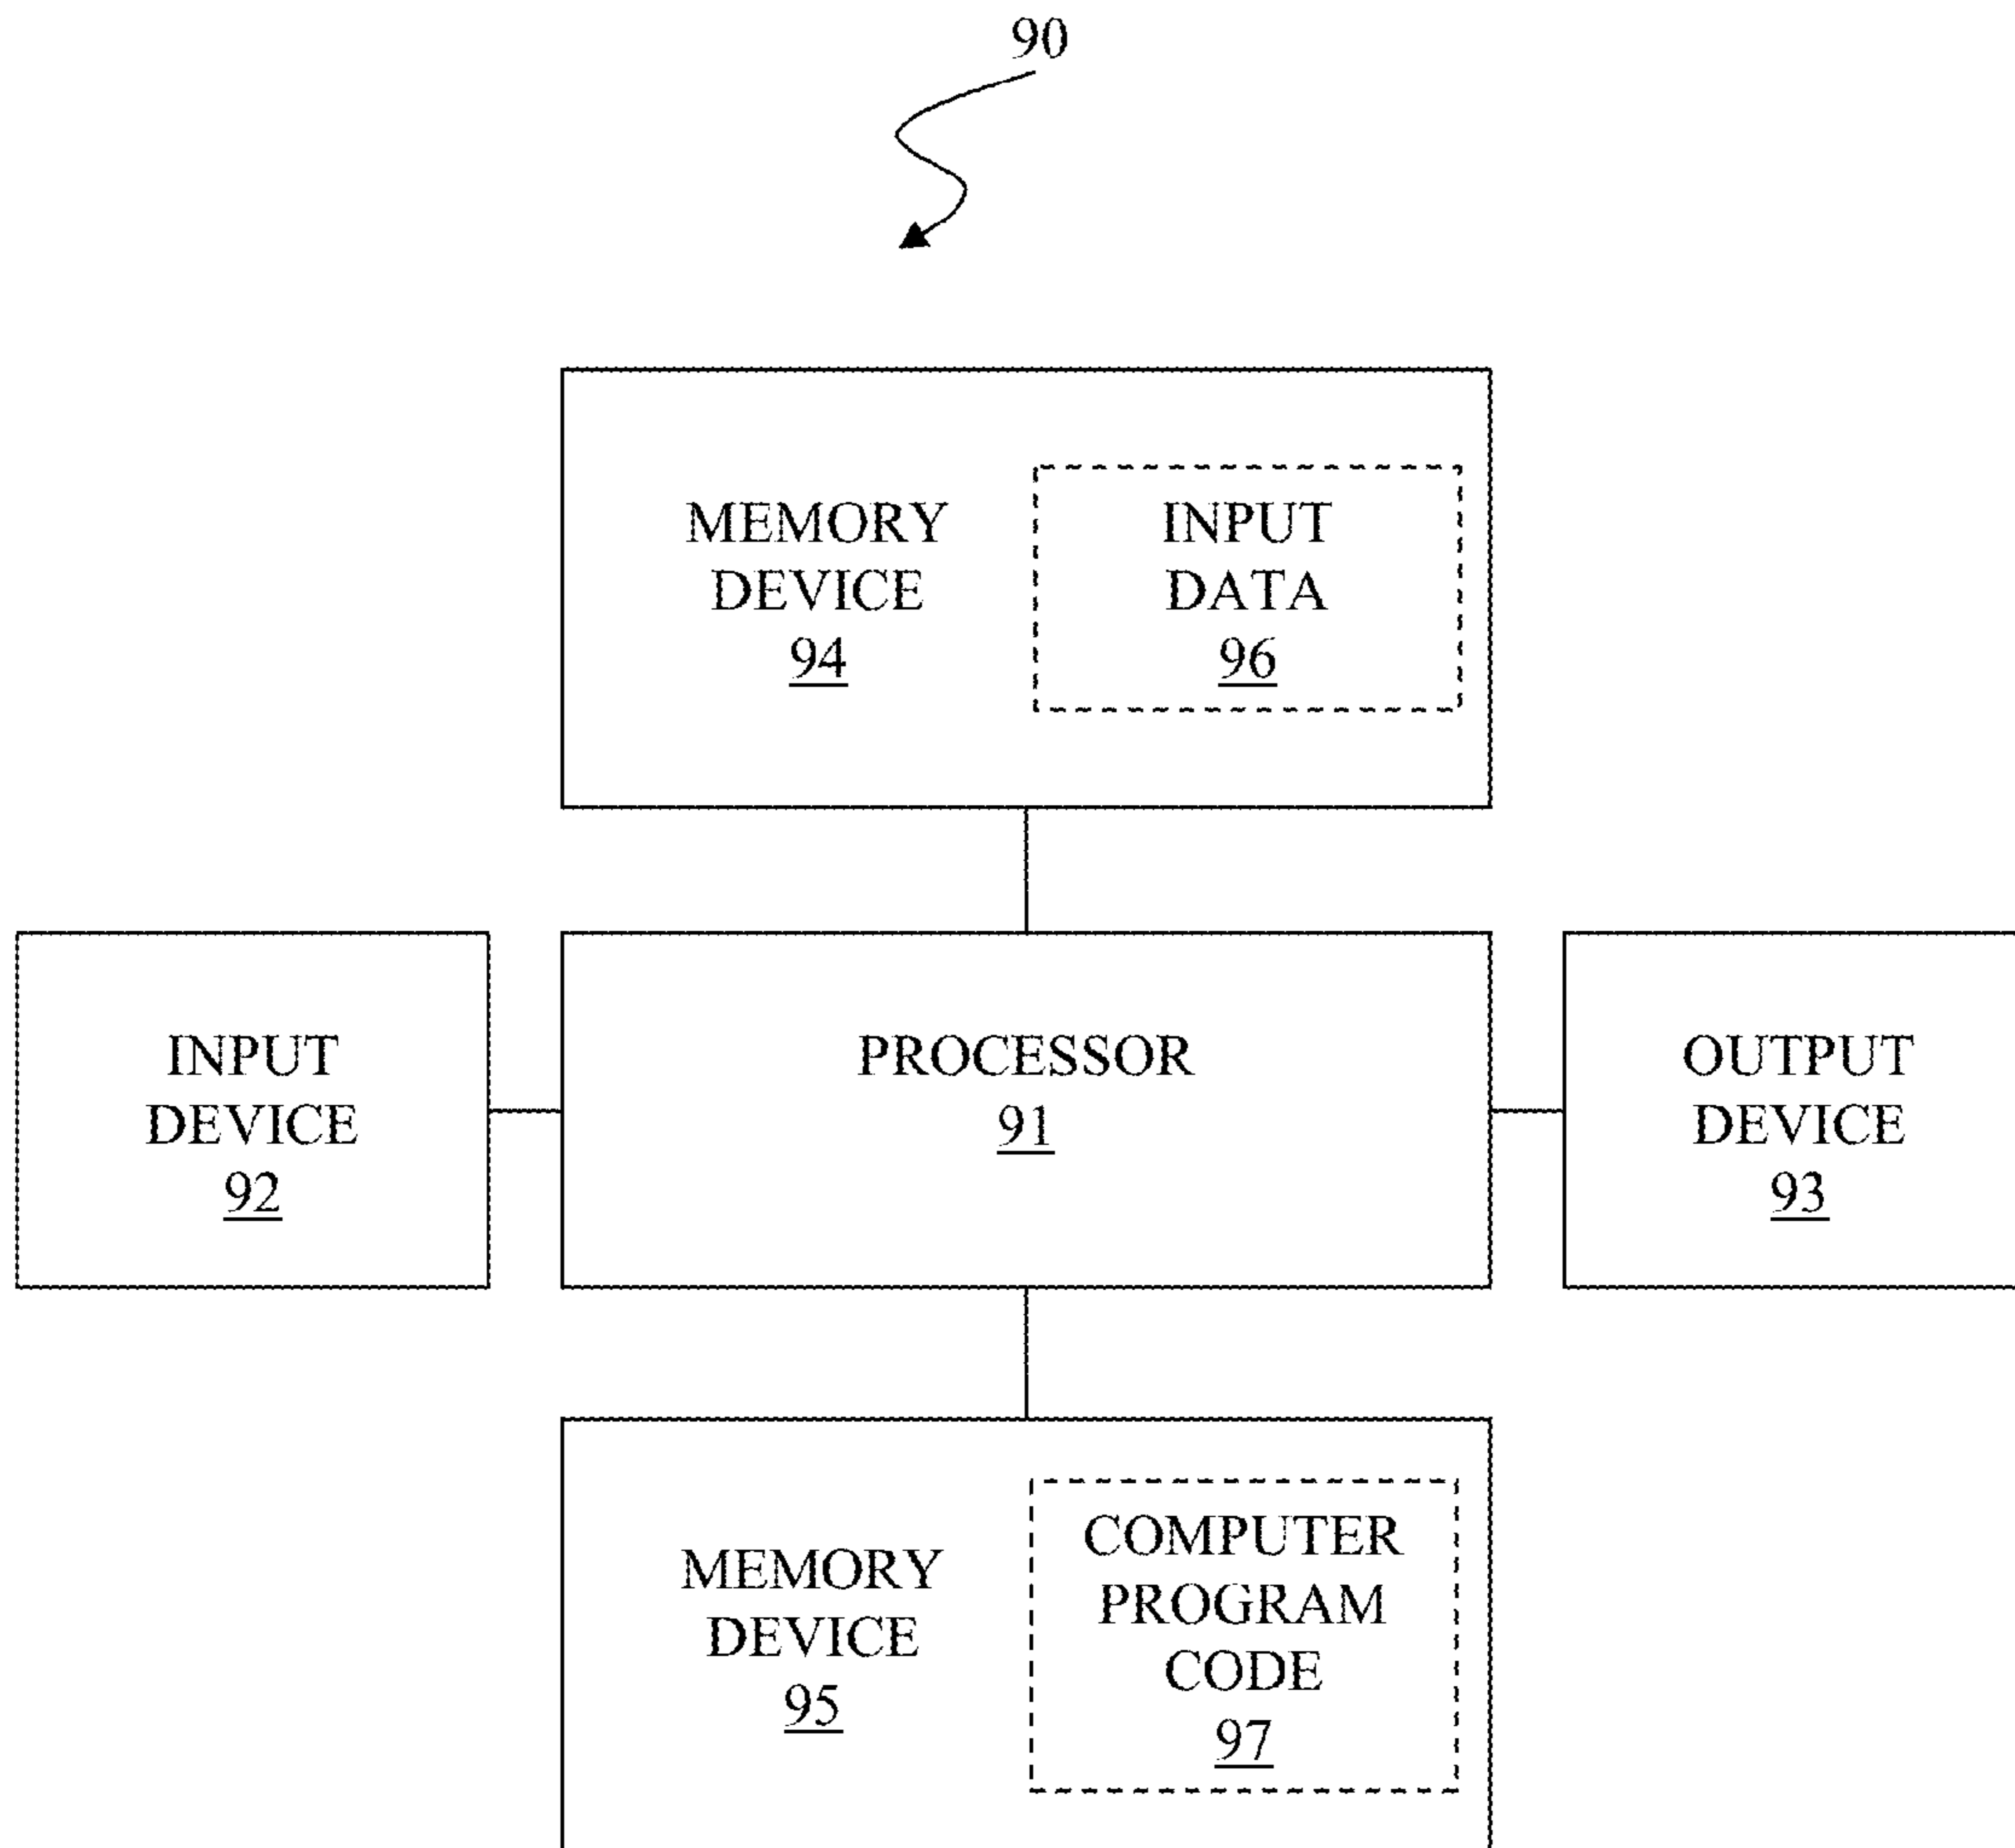 90
MEMORY
DEVICE
94
INPUT
DATA
96
INPUT
DEVICE
92
PROCESSOR
91
OUTPUT
DEVICE
93
MEMORY
DEVICE
95
COMPUTER
PROGRAM
CODE
97